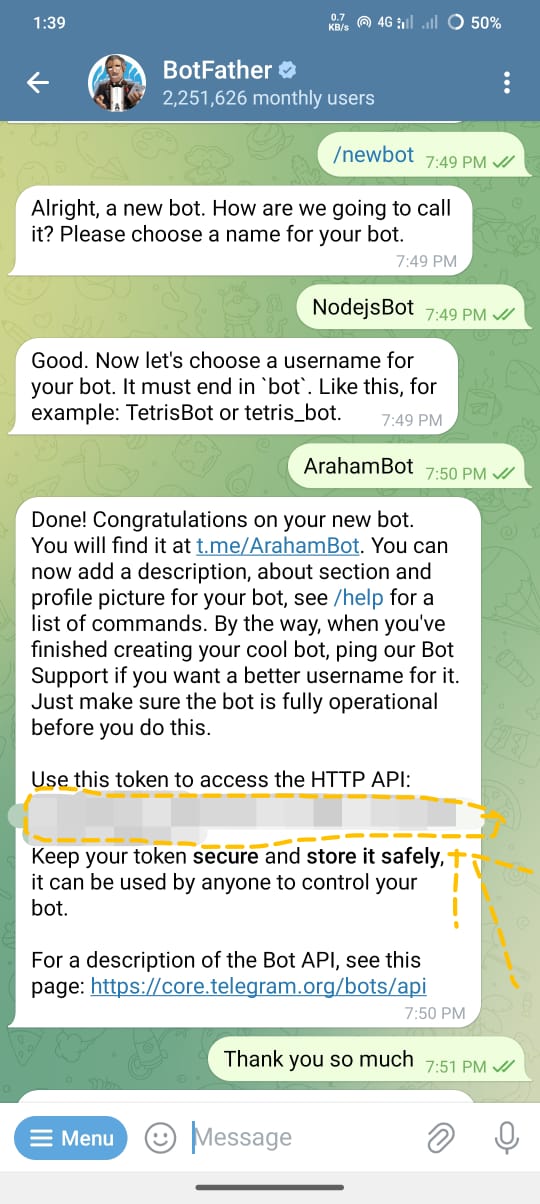 1:39
0.7 KB/s 4G 50%
BotFather
2,251,626 monthly users
/newbot 7:49 PM
Alright, a new bot. How are we going to call
it? Please choose a name for your bot.
7:49 PM
NodejsBot 7:49 PM
Good. Now let's choose a username for
your bot. It must end in `bot`. Like this, for
example: TetrisBot or tetris_bot.
7:49 PM
ArahamBot 7:50 PM
Done! Congratulations on your new bot.
You will find it at t.me/ArahamBot. You can
now add a description, about section and
profile picture for your bot, see /help for a
list of commands. By the way, when you've
finished creating your cool bot, ping our Bot
Support if you want a better username for it.
Just make sure the bot is fully operational
before you do this.
Use this token to access the HTTP API:
Keep your token secure and store it safely,
it can be used by anyone to control your
bot.
For a description of the Bot API, see this
page: https://core.telegram.org/bots/api
7:50 PM
Thank you so much 7:51 PM
Menu
Message